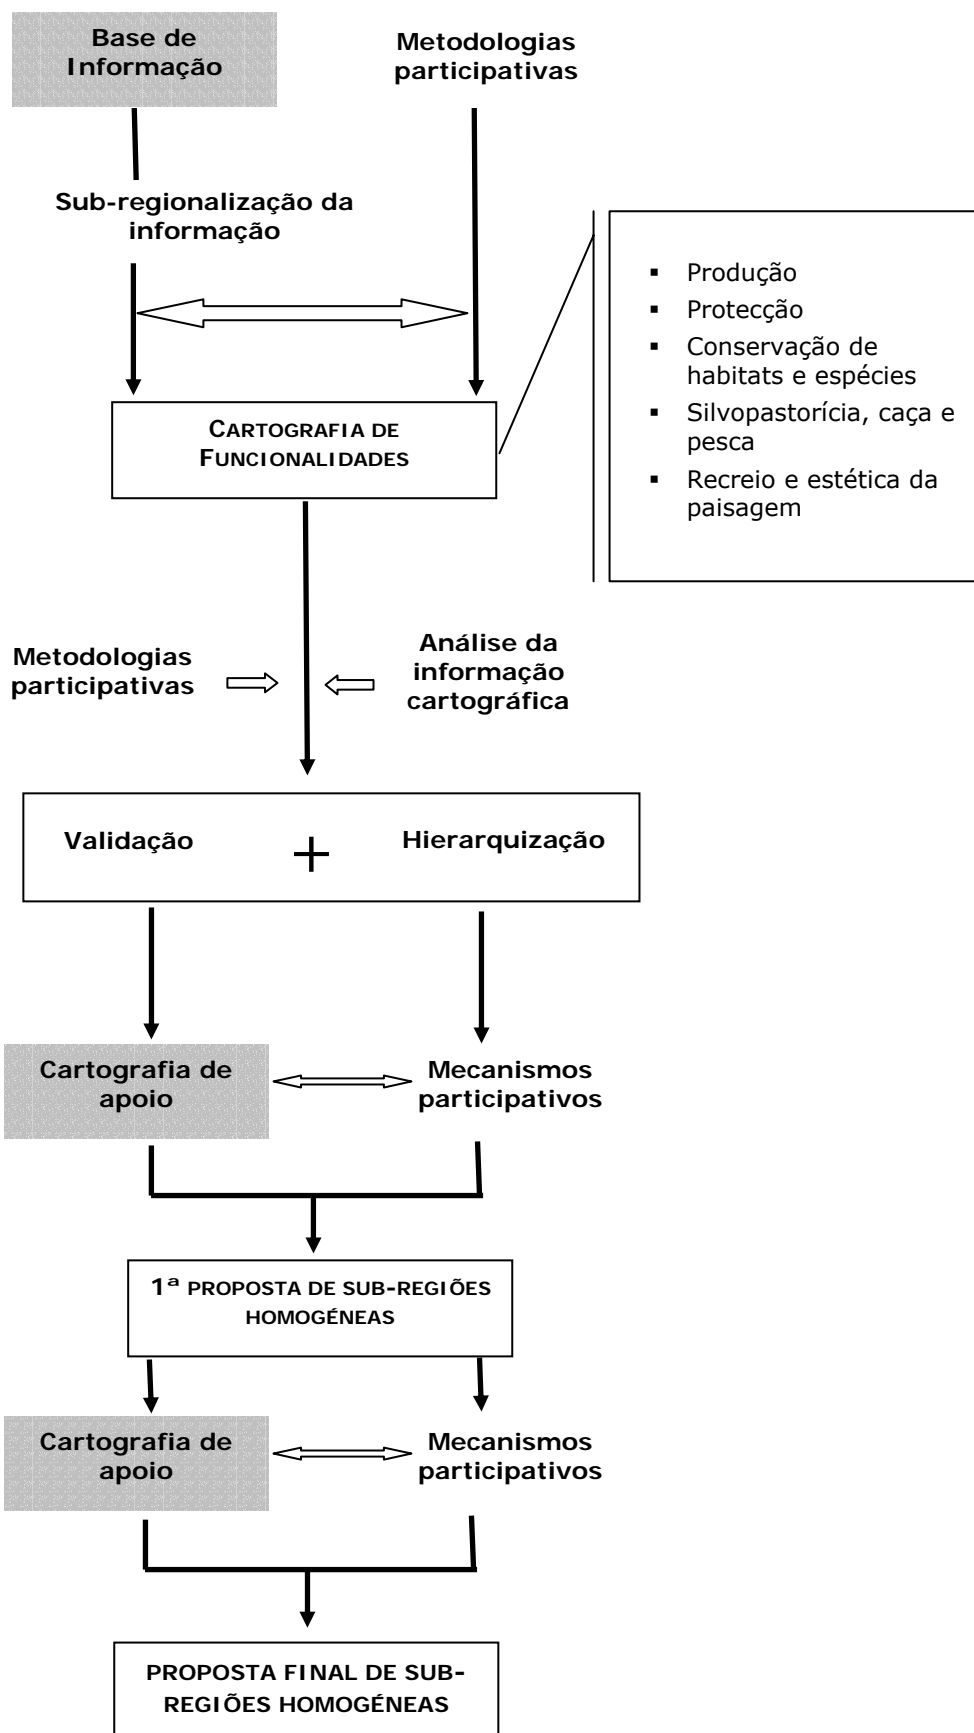 Base de
Informação
Metodologias
participativas
Sub-regionalização da
informação
▪ Produção
▪ Protecção
▪ Conservação de
habitats e espécies
▪ Silvopastorícia, caça e
pesca
▪ Recreio e estética da
paisagem
CARTOGRAFIA DE
FUNCIONALIDADES
Metodologias
participativas
Análise da
informação
cartográfica
Validação + Hierarquização
Cartografia de
apoio
Mecanismos
participativos
1ª PROPOSTA DE SUB-REGIÕES
HOMOGÉNEAS
Cartografia de
apoio
Mecanismos
participativos
PROPOSTA FINAL DE SUB-
REGIÕES HOMOGÉNEAS